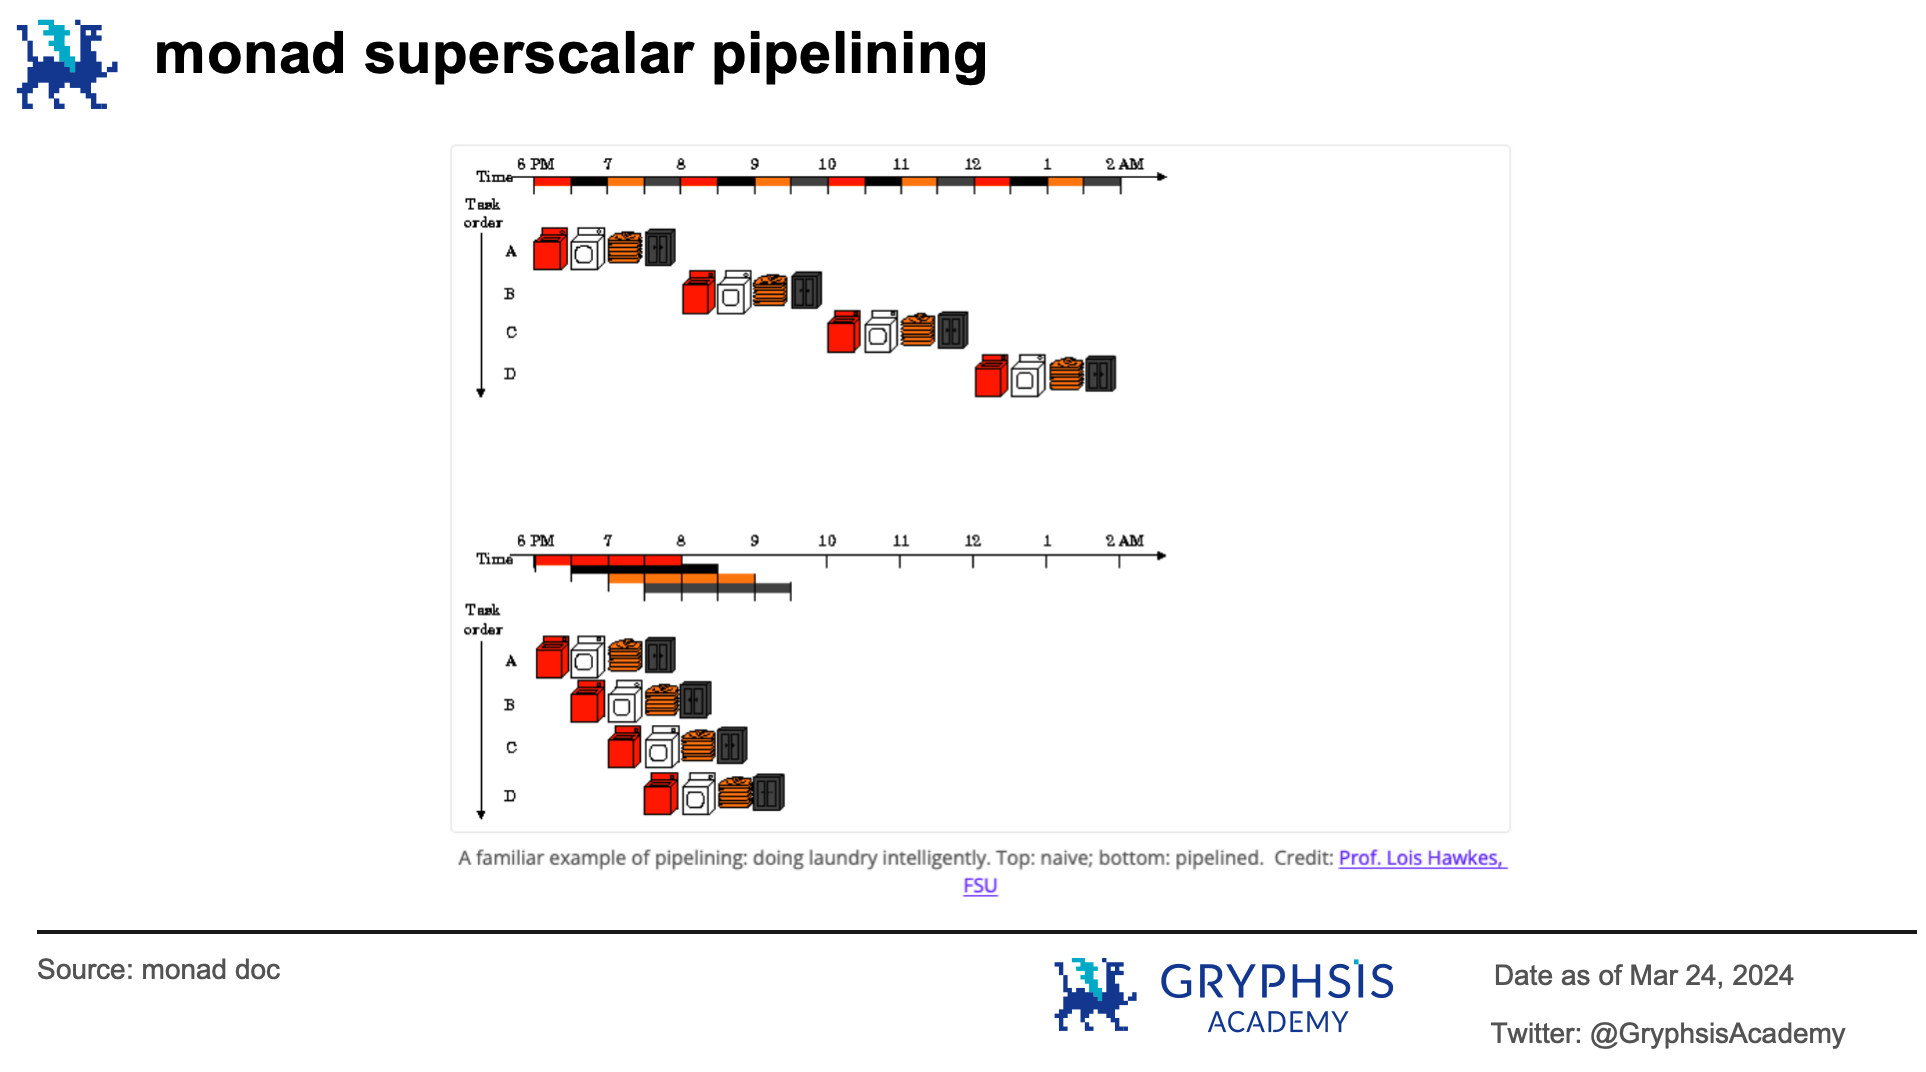 monad superscalar pipelining
6 PM 7 8 9 10 11 12 1 2 AM
Time
Task
order
A
B
C
D
6 PM 7 8 9 10 11 12 1 2 AM
Time
Task
order
A
B
C
D
A familiar example of pipelining: doing laundry intelligently. Top: naive; bottom: pipelined. Credit: Prof. Lois Hawkes,
FSU
Source: monad doc
GRYPHSIS
ACADEMY
Date as of Mar 24, 2024
Twitter: @GryphsisAcademy